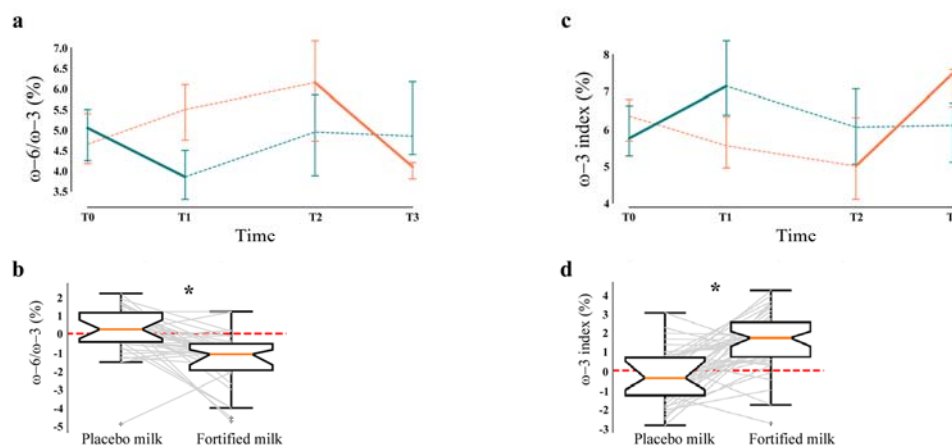 a
ω−6/ω−3 (%)
7.0
6.5
6.0
5.5
5.0
4.5
4.0
3.5
T0 T1 T2 T3
Time
b
ω−6/ω−3 (%)
2
1
0
-1
-2
-3
-4
-5
*
Placebo milk Fortified milk
c
ω−3 index (%)
8
7
6
5
4
T0 T1 T2
Time
d
ω−3 index (%)
4
3
2
1
0
-1
-2
-3
*
Placebo milk Fortified milk